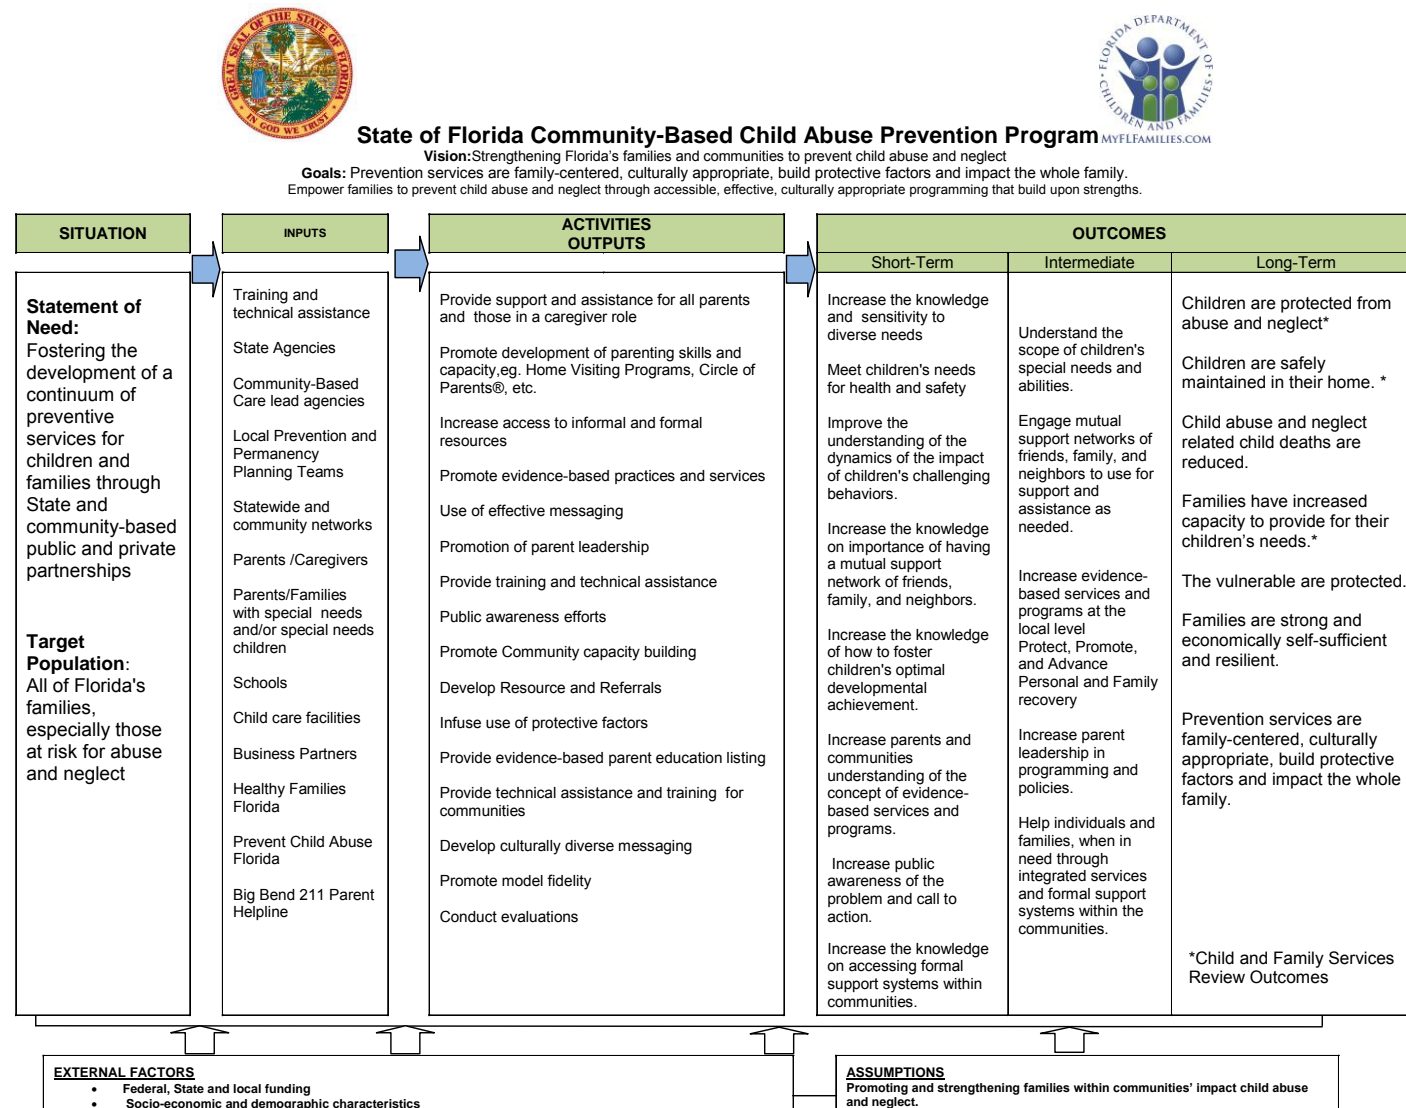 GREAT SEAL OF THE STATE OF FLORIDA
IN GOD WE TRUST
FLORIDA DEPARTMENT OF
CHILDREN AND FAMILIES
MYFLFAMILIES.COM
State of Florida Community-Based Child Abuse Prevention Program
Vision:Strengthening Florida's families and communities to prevent child abuse and neglect
Goals: Prevention services are family-centered, culturally appropriate, build protective factors and impact the whole family.
Empower families to prevent child abuse and neglect through accessible, effective, culturally appropriate programming that build upon strengths.
SITUATION
Statement of
Need:
Fostering the
development of a
continuum of
preventive
services for
children and
families through
State and
community-based
public and private
partnerships
Target
Population:
All of Florida's
families,
especially those
at risk for abuse
and neglect
INPUTS
Training and
technical assistance
State Agencies
Community-Based
Care lead agencies
Local Prevention and
Permanency
Planning Teams
Statewide and
community networks
Parents /Caregivers
Parents/Families
with special needs
and/or special needs
children
Schools
Child care facilities
Business Partners
Healthy Families
Florida
Prevent Child Abuse
Florida
Big Bend 211 Parent
Helpline
ACTIVITIES
OUTPUTS
Provide support and assistance for all parents
and those in a caregiver role
Promote development of parenting skills and
capacity,eg. Home Visiting Programs, Circle of
Parents®, etc.
Increase access to informal and formal
resources
Promote evidence-based practices and services
Use of effective messaging
Promotion of parent leadership
Provide training and technical assistance
Public awareness efforts
Promote Community capacity building
Develop Resource and Referrals
Infuse use of protective factors
Provide evidence-based parent education listing
Provide technical assistance and training for
communities
Develop culturally diverse messaging
Promote model fidelity
Conduct evaluations
OUTCOMES
Short-Term
Increase the knowledge
and sensitivity to
diverse needs
Meet children's needs
for health and safety
Improve the
understanding of the
dynamics of the impact
of children's challenging
behaviors.
Increase the knowledge
on importance of having
a mutual support
network of friends,
family, and neighbors.
Increase the knowledge
of how to foster
children's optimal
developmental
achievement.
Increase parents and
communities
understanding of the
concept of evidence-
based services and
programs.
Increase public
awareness of the
problem and call to
action.
Increase the knowledge
on accessing formal
support systems within
communities.
Intermediate
Understand the
scope of children's
special needs and
abilities.
Engage mutual
support networks of
friends, family, and
neighbors to use for
support and
assistance as
needed.
Increase evidence-
based services and
programs at the
local level
Protect, Promote,
and Advance
Personal and Family
recovery
Increase parent
leadership in
programming and
policies.
Help individuals and
families, when in
need through
integrated services
and formal support
systems within the
communities.
Long-Term
Children are protected from
abuse and neglect*
Children are safely
maintained in their home. *
Child abuse and neglect
related child deaths are
reduced.
Families have increased
capacity to provide for their
children's needs.*
The vulnerable are protected.
Families are strong and
economically self-sufficient
and resilient.
Prevention services are
family-centered, culturally
appropriate, build protective
factors and impact the whole
family.
*Child and Family Services
Review Outcomes
EXTERNAL FACTORS
• Federal, State and local funding
• Socio-economic and demographic characteristics
ASSUMPTIONS
Promoting and strengthening families within communities' impact child abuse
and neglect.